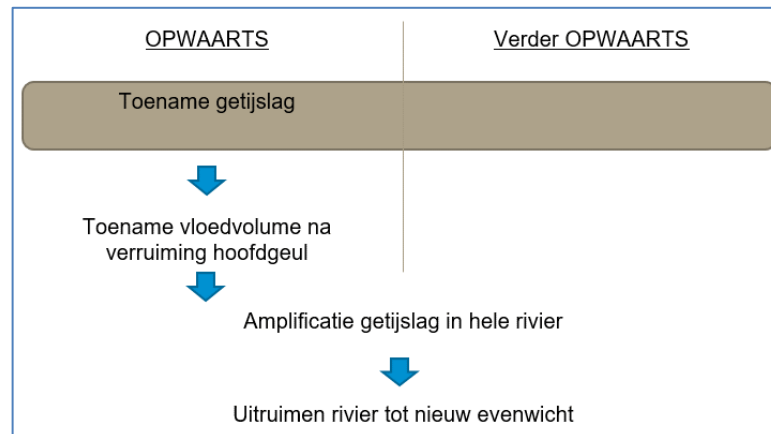 OPWAARTS
Verder OPWAARTS
Toename getijslag
Toename vloedvolume na
verruiming hoofdgeul
Amplificatie getijslag in hele rivier
Uitruimen rivier tot nieuw evenwicht